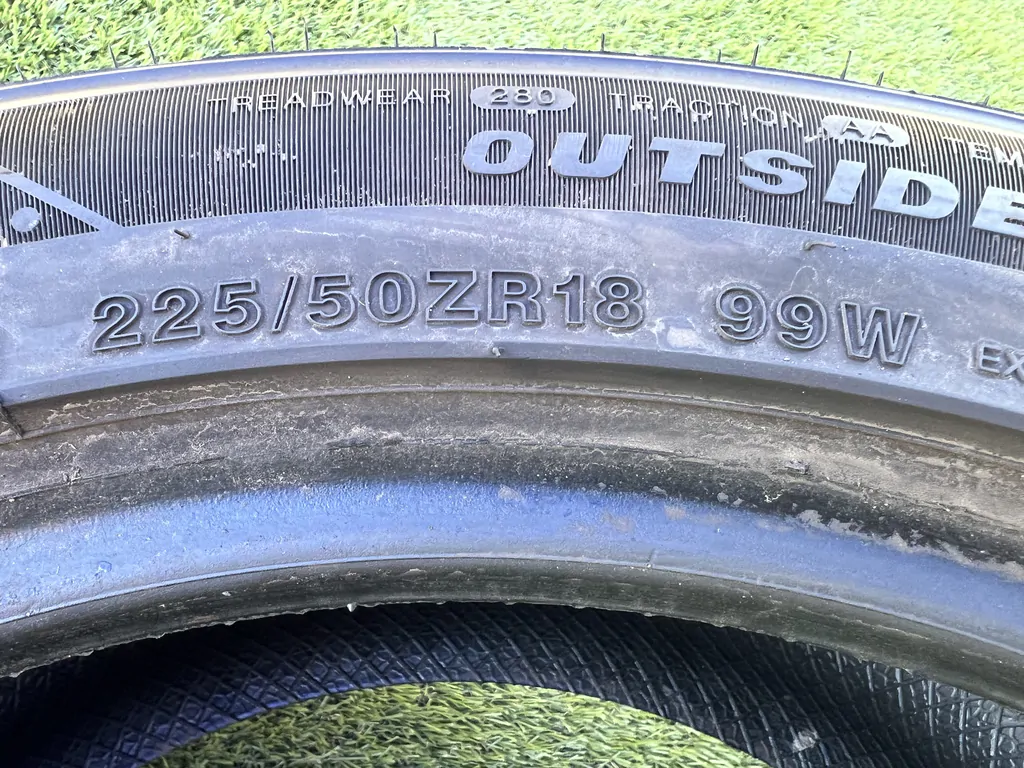 TREADWEAR 280 TRACTION AA
OUTSIDE
225/50ZR18 99W